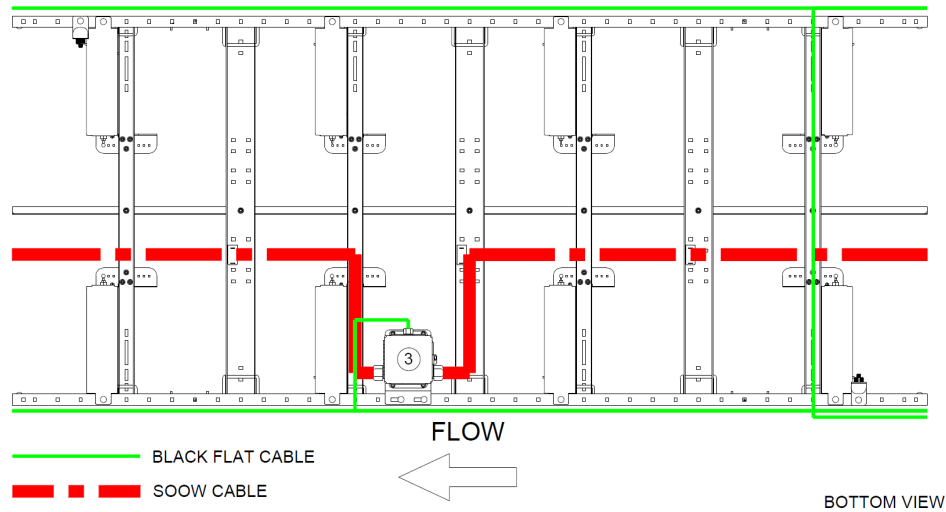 3
FLOW
BLACK FLAT CABLE
SOOW CABLE
BOTTOM VIEW